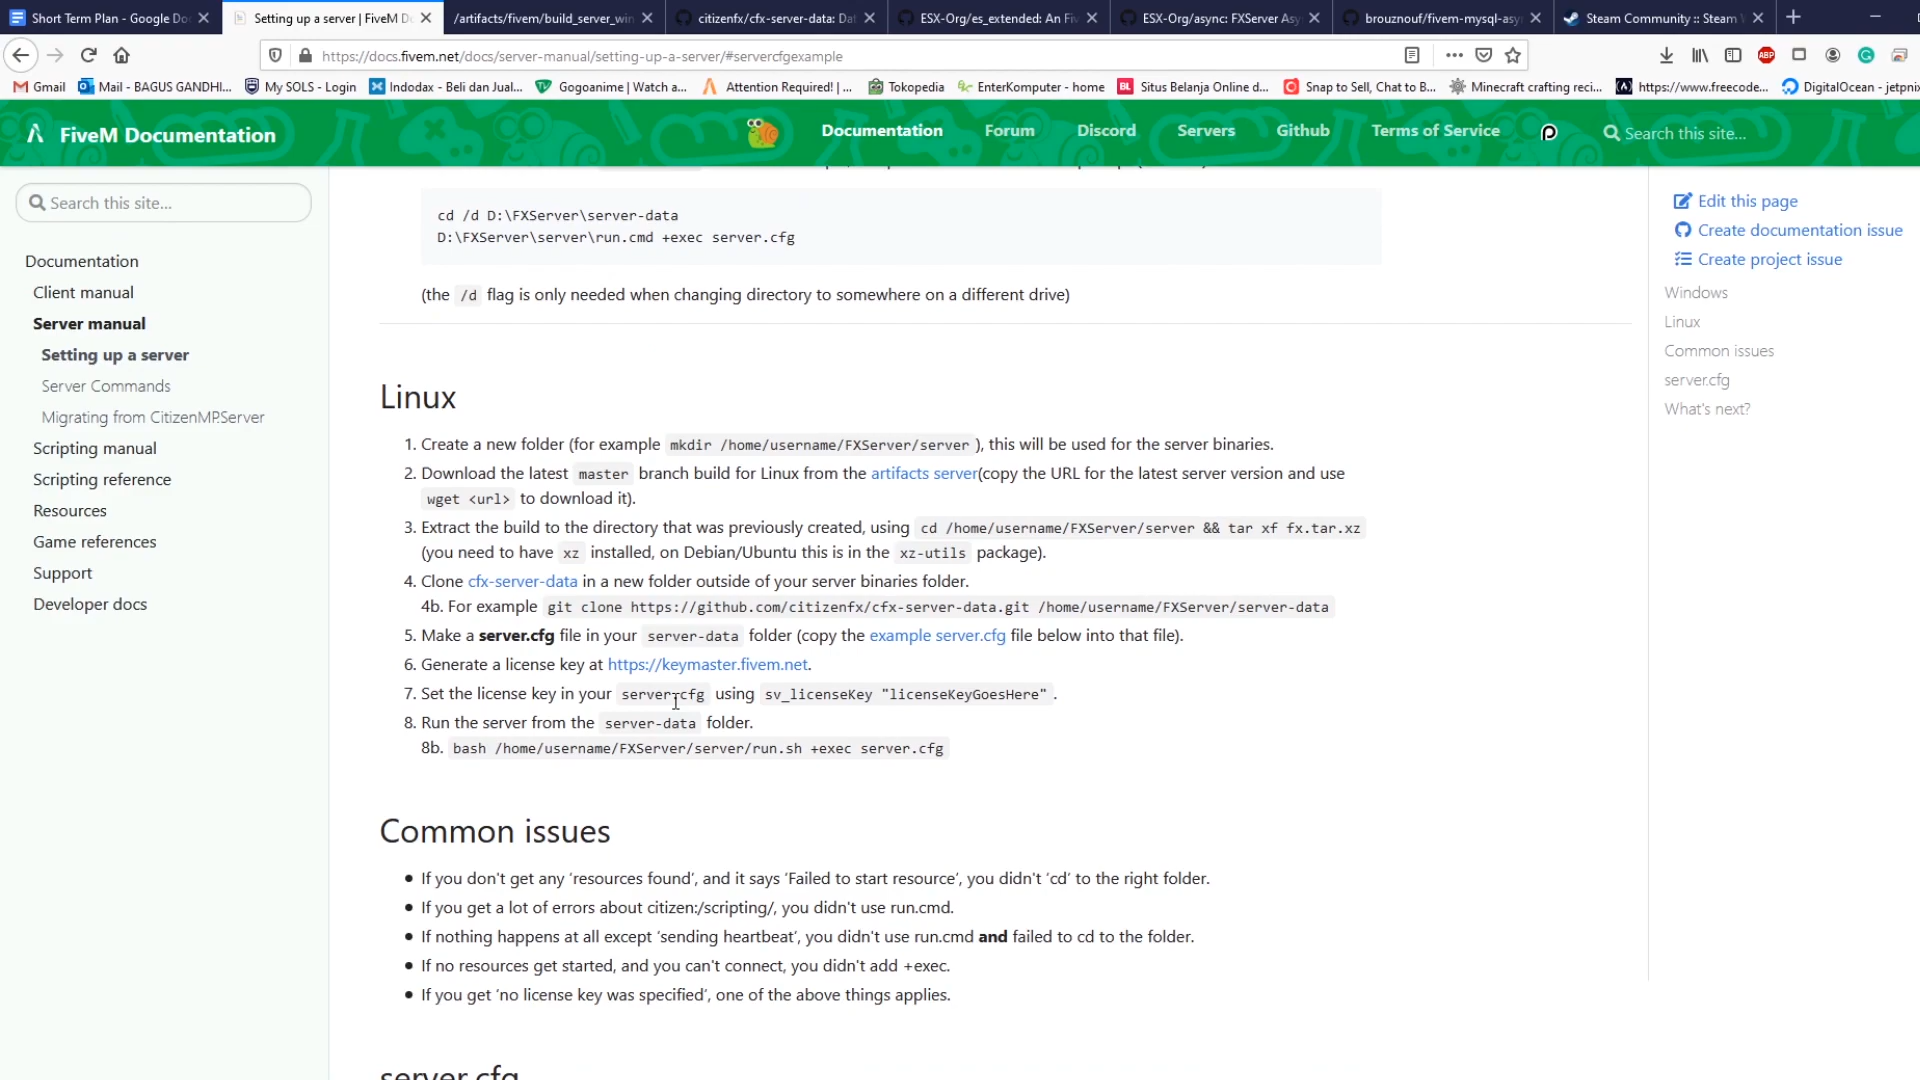 Short Term Plan - Google Do
Setting up a server | FiveM D
/artifacts/fivem/build_server_win
citizenfx/cfx-server-data: Da
ESX-Org/es_extended: An Fiv
ESX-Org/async: FXServer Asy
brouznouf/fivem-mysql-asy
Steam Community :: Steam
https://docs.fivem.net/docs/server-manual/setting-up-a-server/#servercfgexample
Gmail
Mail - BAGUS GANDHI...
My SOLS - Login
Indodax - Beli dan Jual...
Gogoanime | Watch a...
Attention Required! | ...
Tokopedia
EnterKomputer - home
BL Situs Belanja Online d...
Snap to Sell, Chat to B...
Minecraft crafting reci...
https://www.freecode...
DigitalOcean - jetpnix
FiveM Documentation
Documentation
Forum
Discord
Servers
Github
Terms of Service
Search this site...
Search this site...
Documentation
Client manual
Server manual
Setting up a server
Server Commands
Migrating from CitizenMP.Server
Scripting manual
Scripting reference
Resources
Game references
Support
Developer docs
cd /d D:\FXServer\server-data
D:\FXServer\server\run.cmd +exec server.cfg
(the /d flag is only needed when changing directory to somewhere on a different drive)
Linux
1. Create a new folder (for example mkdir /home/username/FXServer/server ), this will be used for the server binaries.
2. Download the latest master branch build for Linux from the artifacts server(copy the URL for the latest server version and use
wget <url> to download it).
3. Extract the build to the directory that was previously created, using cd /home/username/FXServer/server && tar xf fx.tar.xz
(you need to have xz installed, on Debian/Ubuntu this is in the xz-utils package).
4. Clone cfx-server-data in a new folder outside of your server binaries folder.
4b. For example git clone https://github.com/citizenfx/cfx-server-data.git /home/username/FXServer/server-data
5. Make a server.cfg file in your server-data folder (copy the example server.cfg file below into that file).
6. Generate a license key at https://keymaster.fivem.net.
7. Set the license key in your server.cfg using sv_licenseKey "licenseKeyGoesHere" .
8. Run the server from the server-data folder.
8b. bash /home/username/FXServer/server/run.sh +exec server.cfg
Common issues
If you don't get any ‘resources found’, and it says ‘Failed to start resource’, you didn't ‘cd’ to the right folder.
If you get a lot of errors about citizen:/scripting/, you didn't use run.cmd.
If nothing happens at all except ‘sending heartbeat’, you didn't use run.cmd and failed to cd to the folder.
If no resources get started, and you can't connect, you didn't add +exec.
If you get ‘no license key was specified’, one of the above things applies.
server.cfg
Edit this page
Create documentation issue
Create project issue
Windows
Linux
Common issues
server.cfg
What's next?